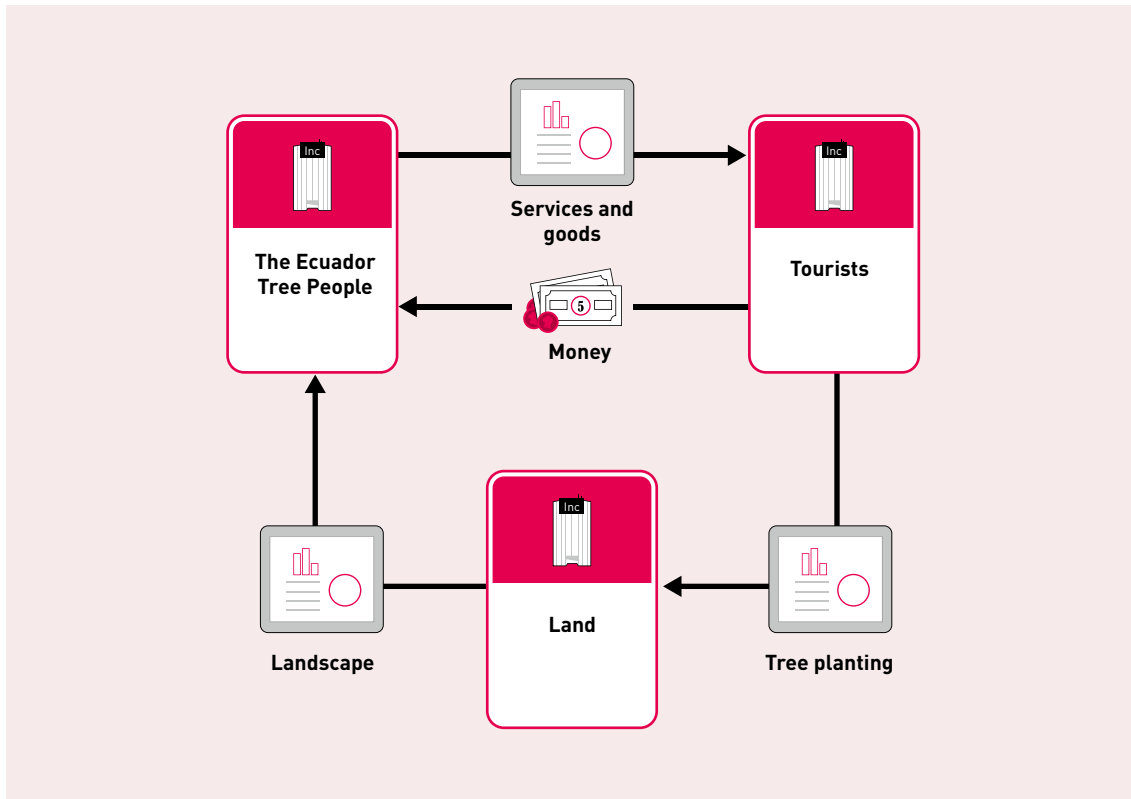 Inc
Inc
Services and
goods
The Ecuador
Tree People
Tourists
5
Money
Inc
Land
Landscape
Tree planting